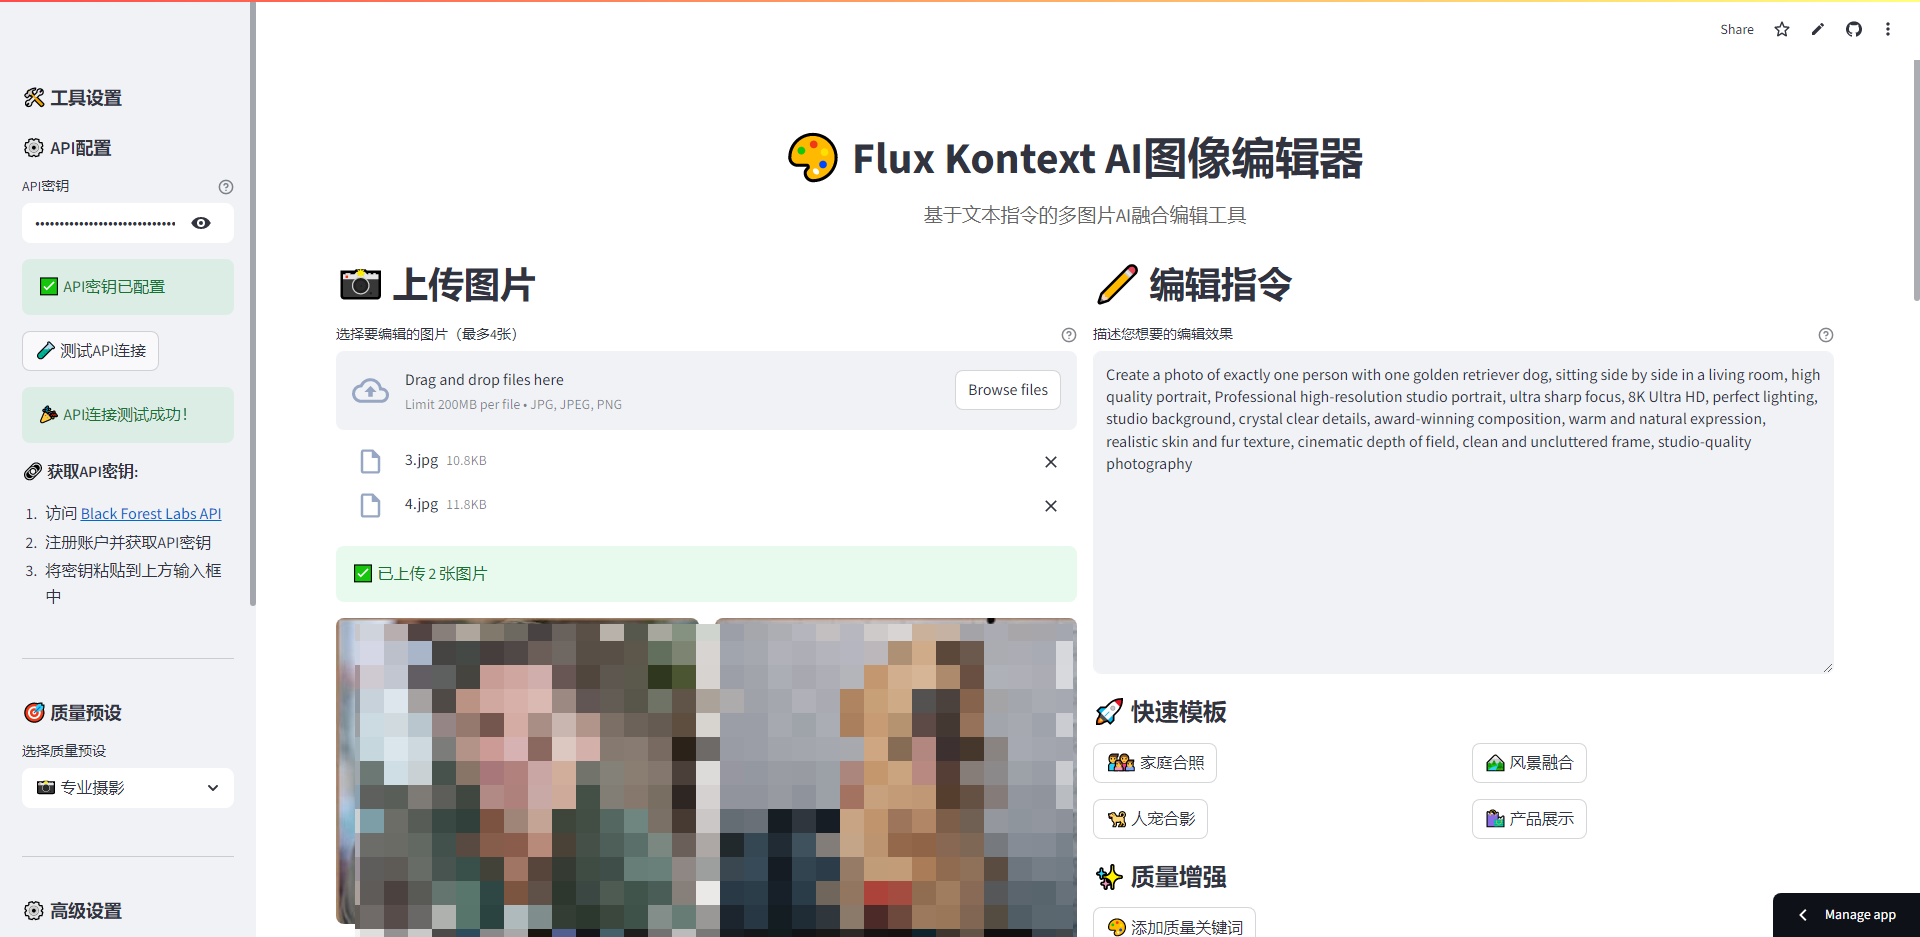 Share
🛠️ 工具设置
⚙️ API配置
API密钥
✅ API密钥已配置
🧪 测试API连接
🎉 API连接测试成功!
🔗 获取API密钥:
1. 访问 Black Forest Labs API
2. 注册账户并获取API密钥
3. 将密钥粘贴到上方输入框
中
🎯 质量预设
选择质量预设
📸 专业摄影
⚙️ 高级设置
🎨 Flux Kontext AI图像编辑器
基于文本指令的多图片AI融合编辑工具
📸 上传图片
选择要编辑的图片（最多4张）
Drag and drop files here
Limit 200MB per file • JPG, JPEG, PNG
Browse files
3.jpg 10.8KB
4.jpg 11.8KB
✅ 已上传 2 张图片
✏️ 编辑指令
描述您想要的编辑效果
Create a photo of exactly one person with one golden retriever dog, sitting side by side in a living room, high
quality portrait, Professional high-resolution studio portrait, ultra sharp focus, 8K Ultra HD, perfect lighting,
studio background, crystal clear details, award-winning composition, warm and natural expression,
realistic skin and fur texture, cinematic depth of field, clean and uncluttered frame, studio-quality
photography
🚀 快速模板
👨‍👩‍👧 家庭合照
🏞️ 风景融合
🐕 人宠合影
🛍️ 产品展示
✨ 质量增强
🎨 添加质量关键词
Manage app